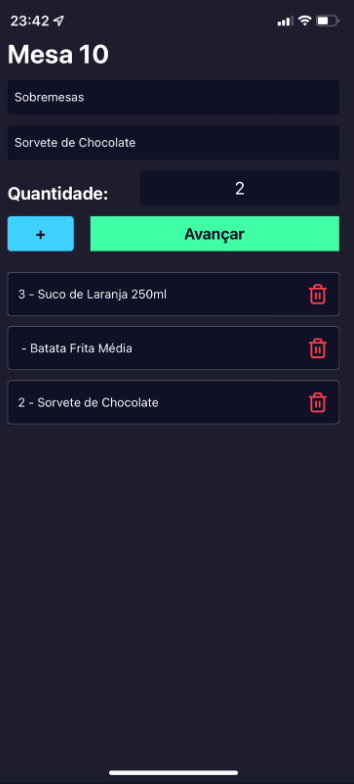 23:42
Mesa 10
Sobremesas
Sorvete de Chocolate
Quantidade: 2
+ Avançar
3 - Suco de Laranja 250ml
- Batata Frita Média
2 - Sorvete de Chocolate